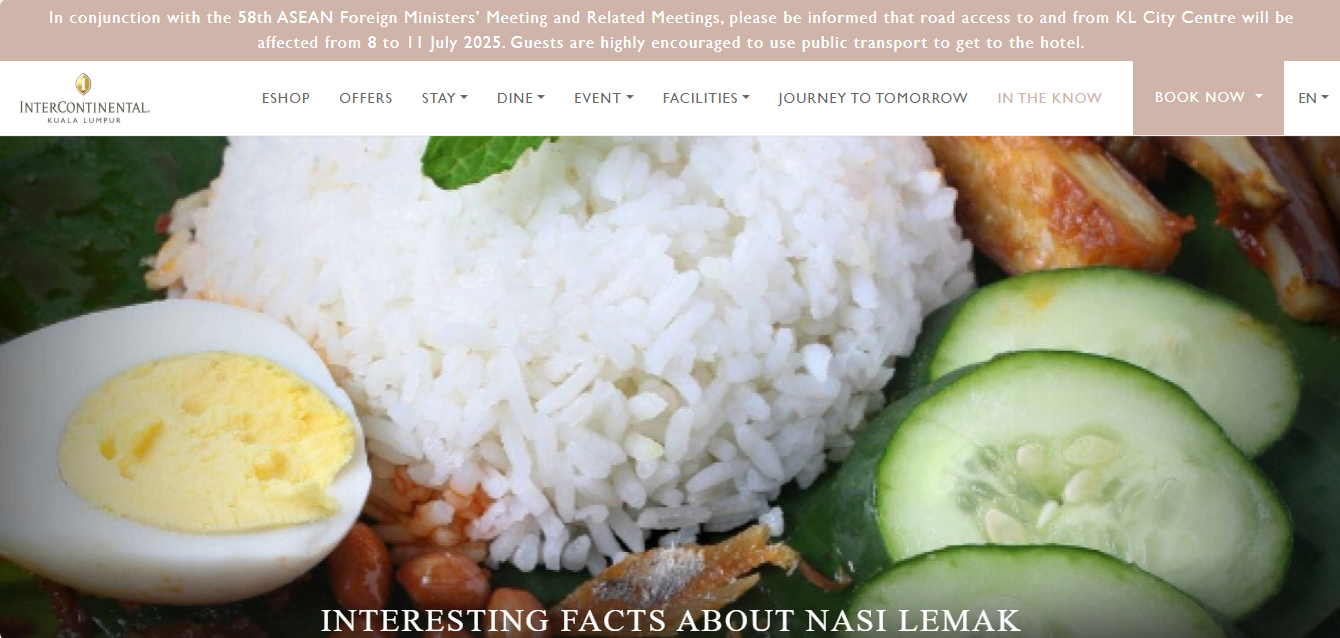 In conjunction with the 58th ASEAN Foreign Ministers’ Meeting and Related Meetings, please be informed that road access to and from KL City Centre will be
affected from 8 to 11 July 2025. Guests are highly encouraged to use public transport to get to the hotel.
INTERCONTINENTAL.
KUALA LUMPUR
ESHOP OFFERS STAY DINE EVENT FACILITIES JOURNEY TO TOMORROW IN THE KNOW BOOK NOW EN
INTERESTING FACTS ABOUT NASI LEMAK